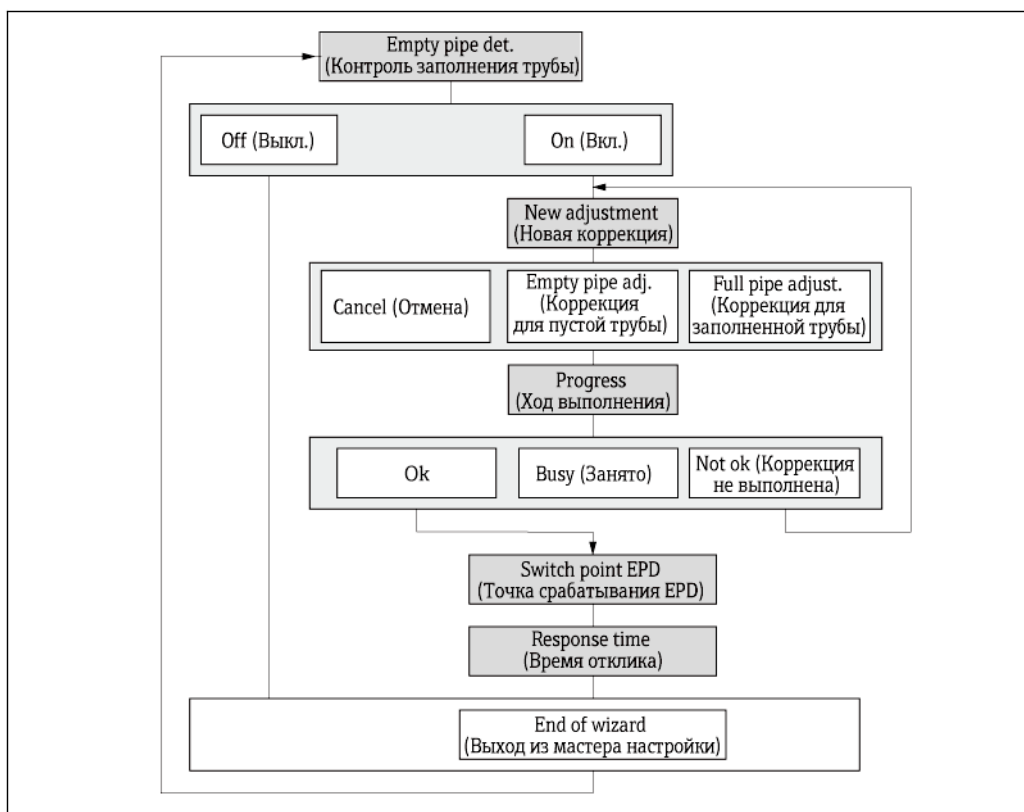 Empty pipe det.
(Контроль заполнения трубы)
Off (Выкл.)
On (Вкл.)
New adjustment
(Новая коррекция)
Cancel (Отмена)
Empty pipe adj.
(Коррекция
для пустой трубы)
Full pipe adjust.
(Коррекция для
заполненной трубы)
Progress
(Ход выполнения)
Ok
Busy (Занято)
Not ok (Коррекция
не выполнена)
Switch point EPD
(Точка срабатывания EPD)
Response time
(Время отклика)
End of wizard
(Выход из мастера настройки)